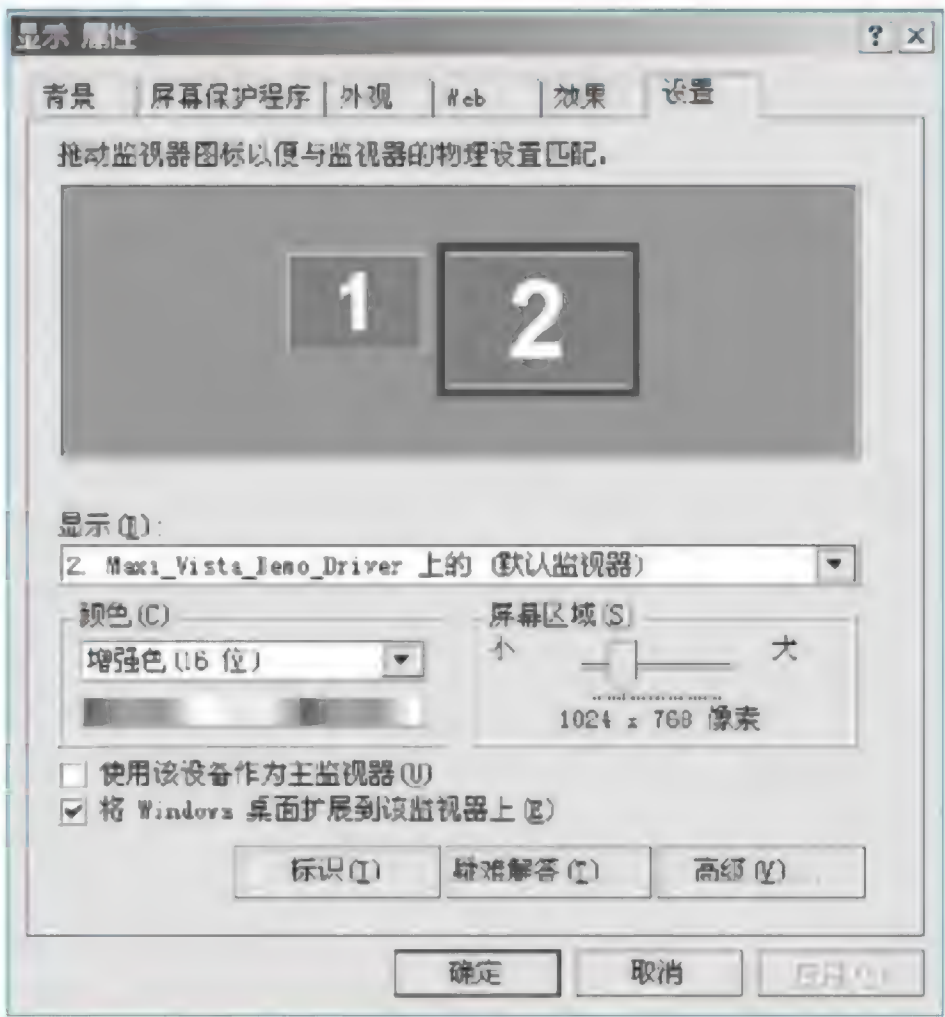 显示 属性
背景 屏幕保护程序 外观 Web 效果 设置
拖动监视器图标以便与监视器的物理设置匹配。
1 2
显示(D):
2. Maxi_Vista_Demo_Driver 上的 (默认监视器)
颜色(C) 屏幕区域(S)
增强色(16 位) 小 大
1024 x 768 像素
使用该设备作为主监视器(U)
将 Windows 桌面扩展到该监视器上(E)
标识(I) 疑难解答(T) 高级(V)
确定 取消 应用(A)